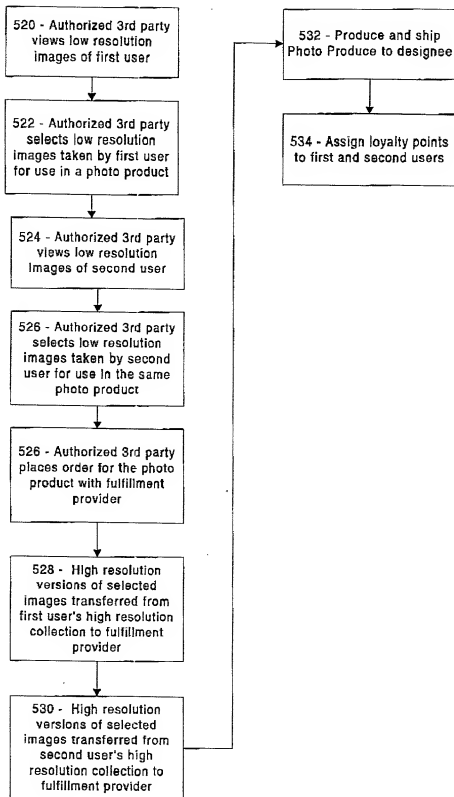 520 - Authorized 3rd party
views low resolution
images of first user
522 - Authorized 3rd party
selects low resolution
images taken by first user
for use in a photo product
524 - Authorized 3rd party
views low resolution
images of second user
526 - Authorized 3rd party
selects low resolution
images taken by second
user for use in the same
photo product
526 - Authorized 3rd party
places order for the photo
product with fulfillment
provider
528 - High resolution
versions of selected
images transferred from
first user's high resolution
collection to fulfillment
provider
530 - High resolution
versions of selected
images transferred from
second user's high
resolution collection to
fulfillment provider
532 - Produce and ship
Photo Produce to designee
534 - Assign loyalty points
to first and second users